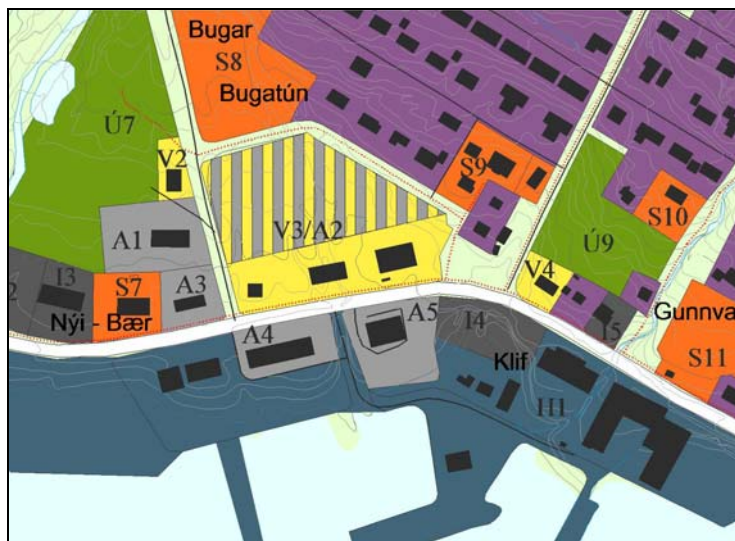 Bugar
S8
Bugatún
Ú7
V2
S9
S10
V3/A2
Ú9
A1
V4
I3
S7
A3
Nýi - Bær
I5
Gunnva
A5
I4
A4
Klif
S11
2